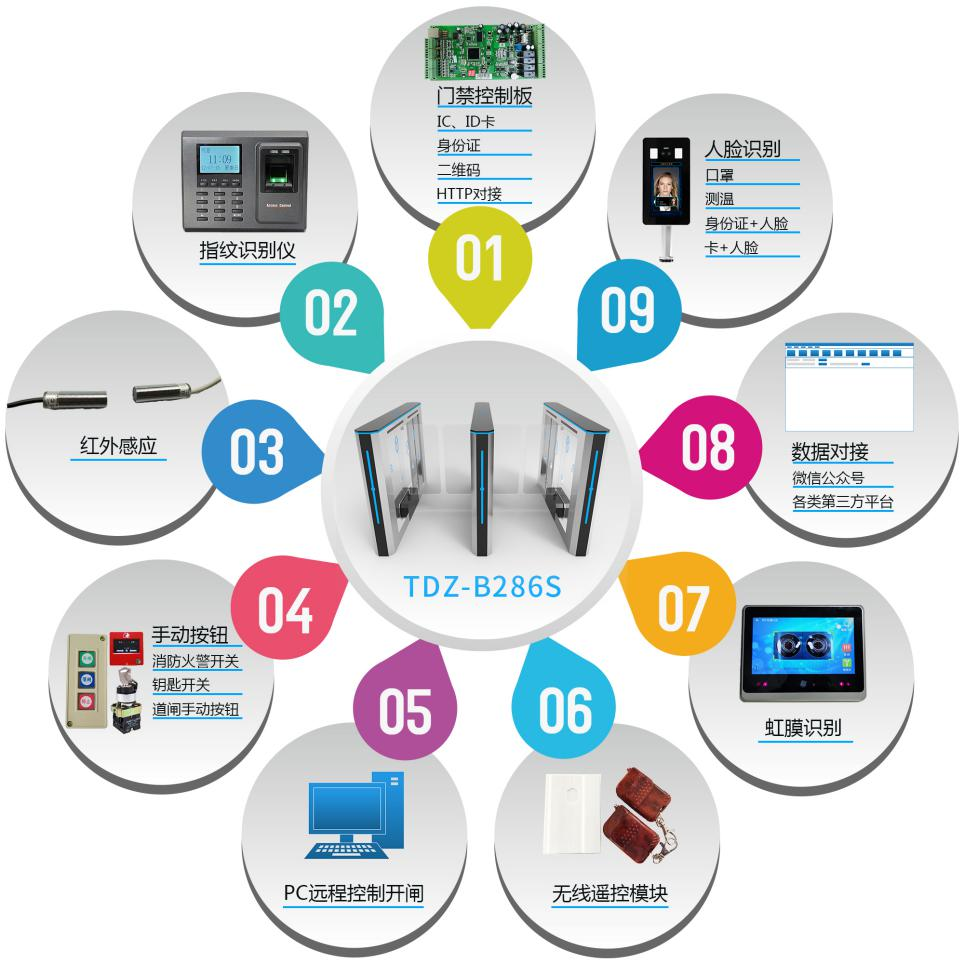 门禁控制板
IC、ID卡
身份证
二维码
HTTP对接
01
11:09
Access Control
指纹识别仪
02
红外感应
03
手动按钮
消防火警开关
钥匙开关
道闸手动按钮
04
PC远程控制开闸
05
无线遥控模块
06
虹膜识别
07
数据对接
微信公众号
各类第三方平台
08
人脸识别
口罩
测温
身份证+人脸
卡+人脸
09
TDZ-B286S